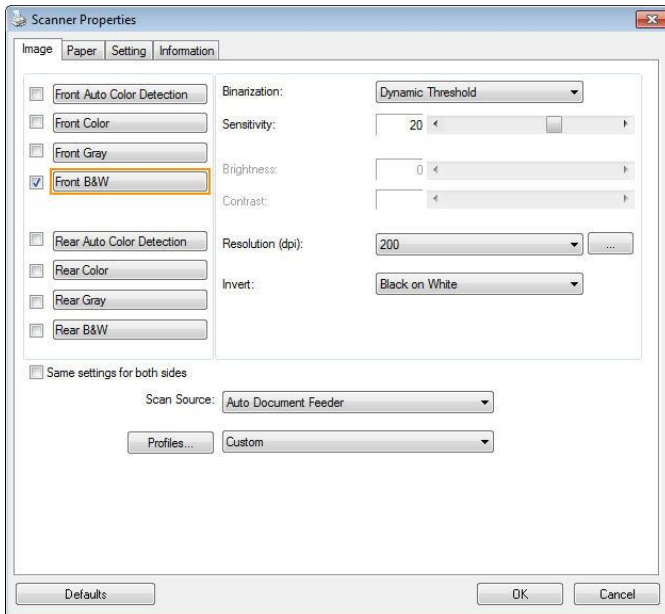 Scanner Properties
Image Paper Setting Information
Front Auto Color Detection
Front Color
Front Gray
Front B&W
Rear Auto Color Detection
Rear Color
Rear Gray
Rear B&W
Binarization: Dynamic Threshold
Sensitivity: 20
Brightness: 0
Contrast:
Resolution (dpi): 200 ...
Invert: Black on White
Same settings for both sides
Scan Source: Auto Document Feeder
Profiles... Custom
Defaults OK Cancel